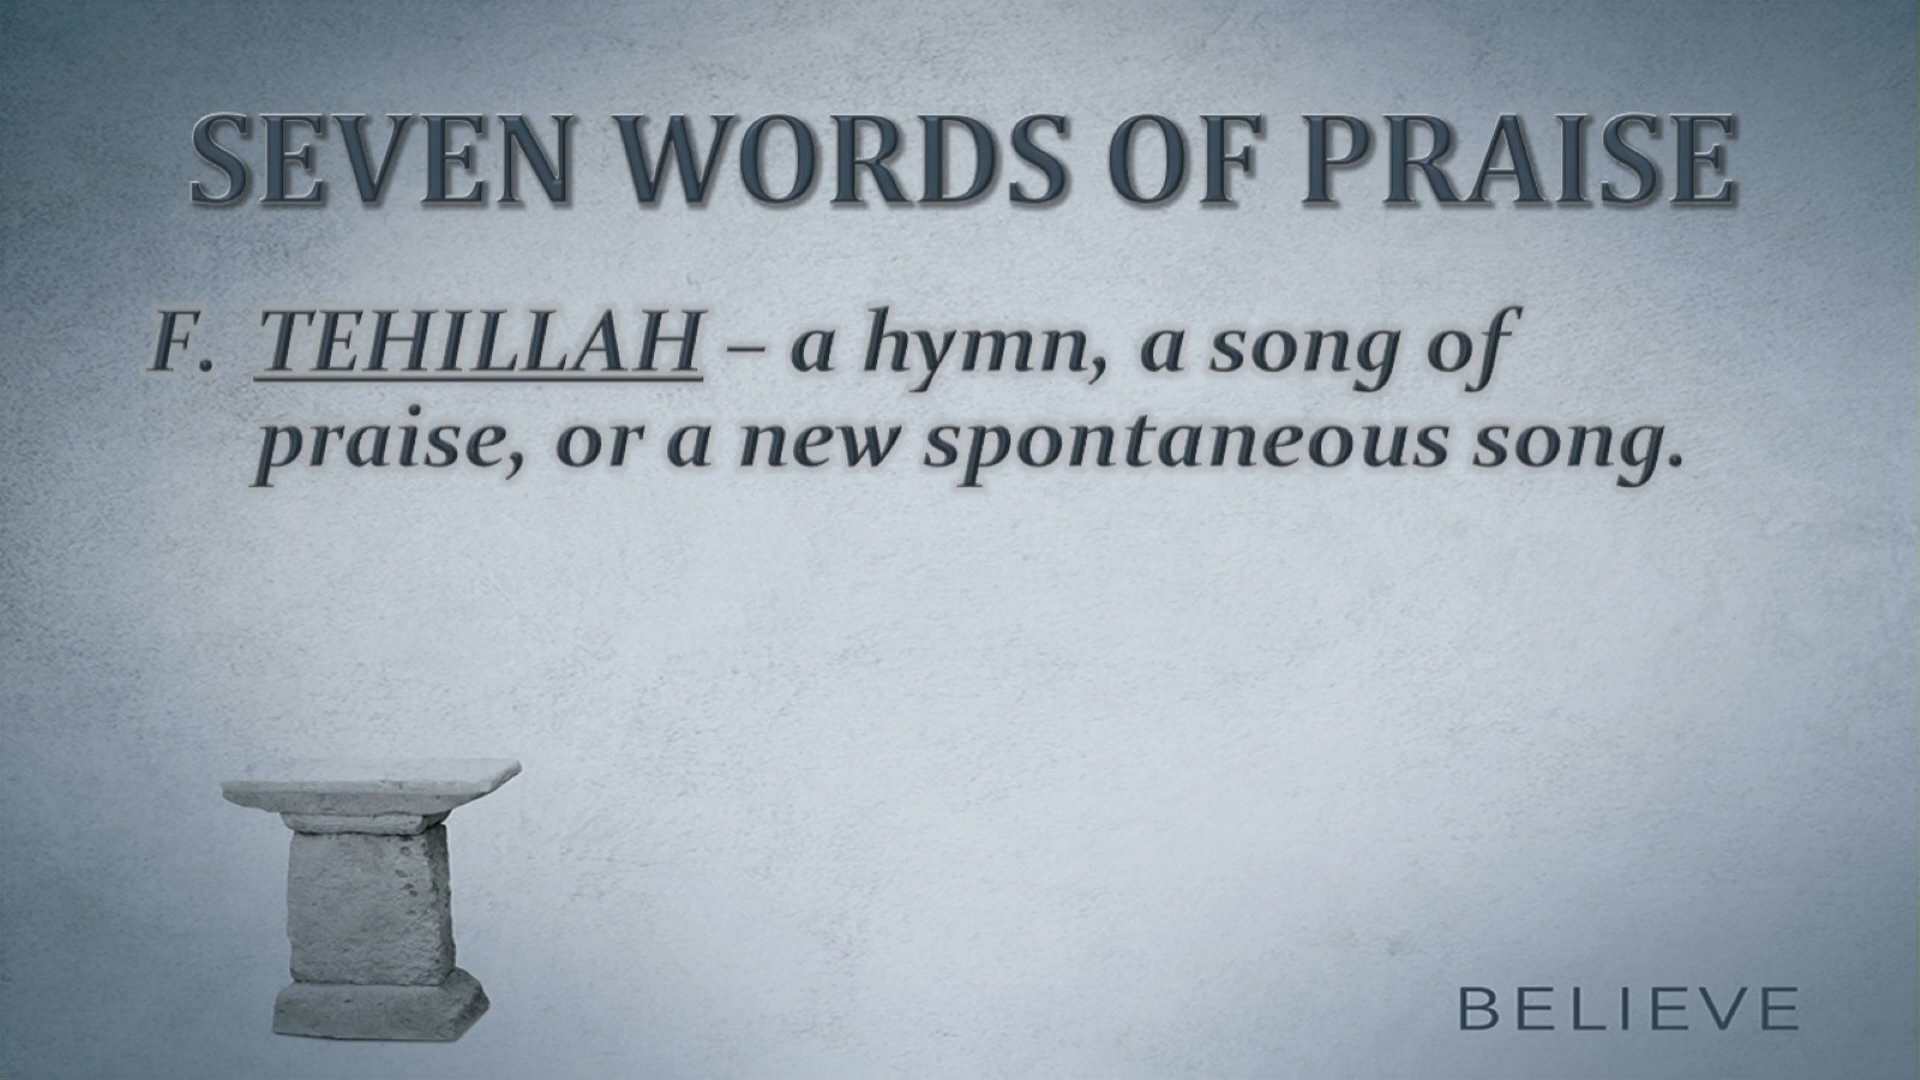 SEVEN WORDS OF PRAISE
F. TEHILLAH – a hymn, a song of
praise, or a new spontaneous song.
BELIEVE